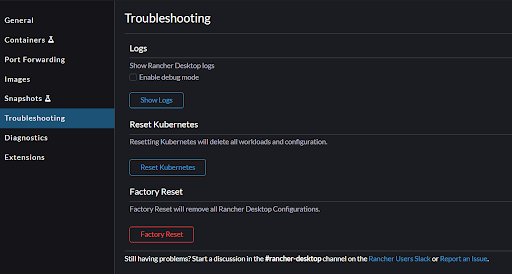 General
Containers
Port Forwarding
Images
Snapshots
Troubleshooting
Diagnostics
Extensions
Troubleshooting
Logs
Show Rancher Desktop logs
Enable debug mode
Show Logs
Reset Kubernetes
Resetting Kubernetes will delete all workloads and configuration.
Reset Kubernetes
Factory Reset
Factory Reset will remove all Rancher Desktop Configurations.
Factory Reset
Still having problems? Start a discussion in the #rancher-desktop channel on the Rancher Users Slack or Report an Issue.